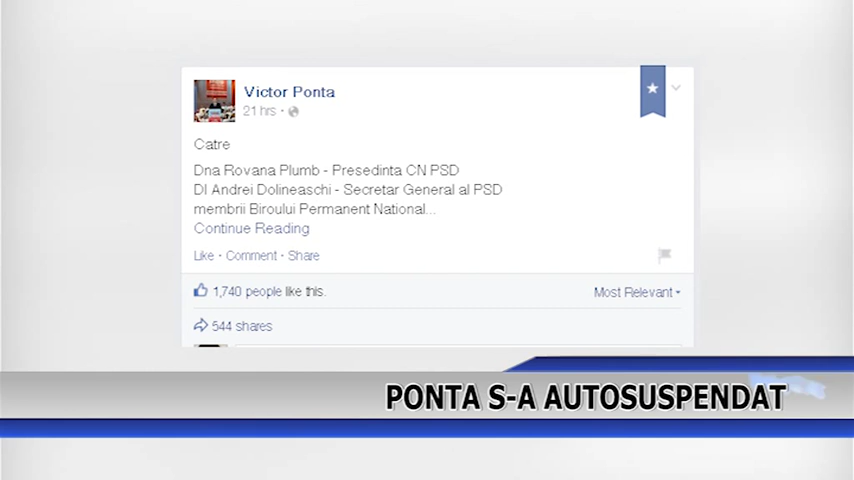 Victor Ponta
21 hrs ·
Catre
Dna Rovana Plumb - Presedinta CN PSD
Dl Andrei Dolineaschi - Secretar General al PSD
membrii Biroului Permanent National...
Continue Reading
Like · Comment · Share
1,740 people like this.
Most Relevant
544 shares
PONTA S-A AUTOSUSPENDAT